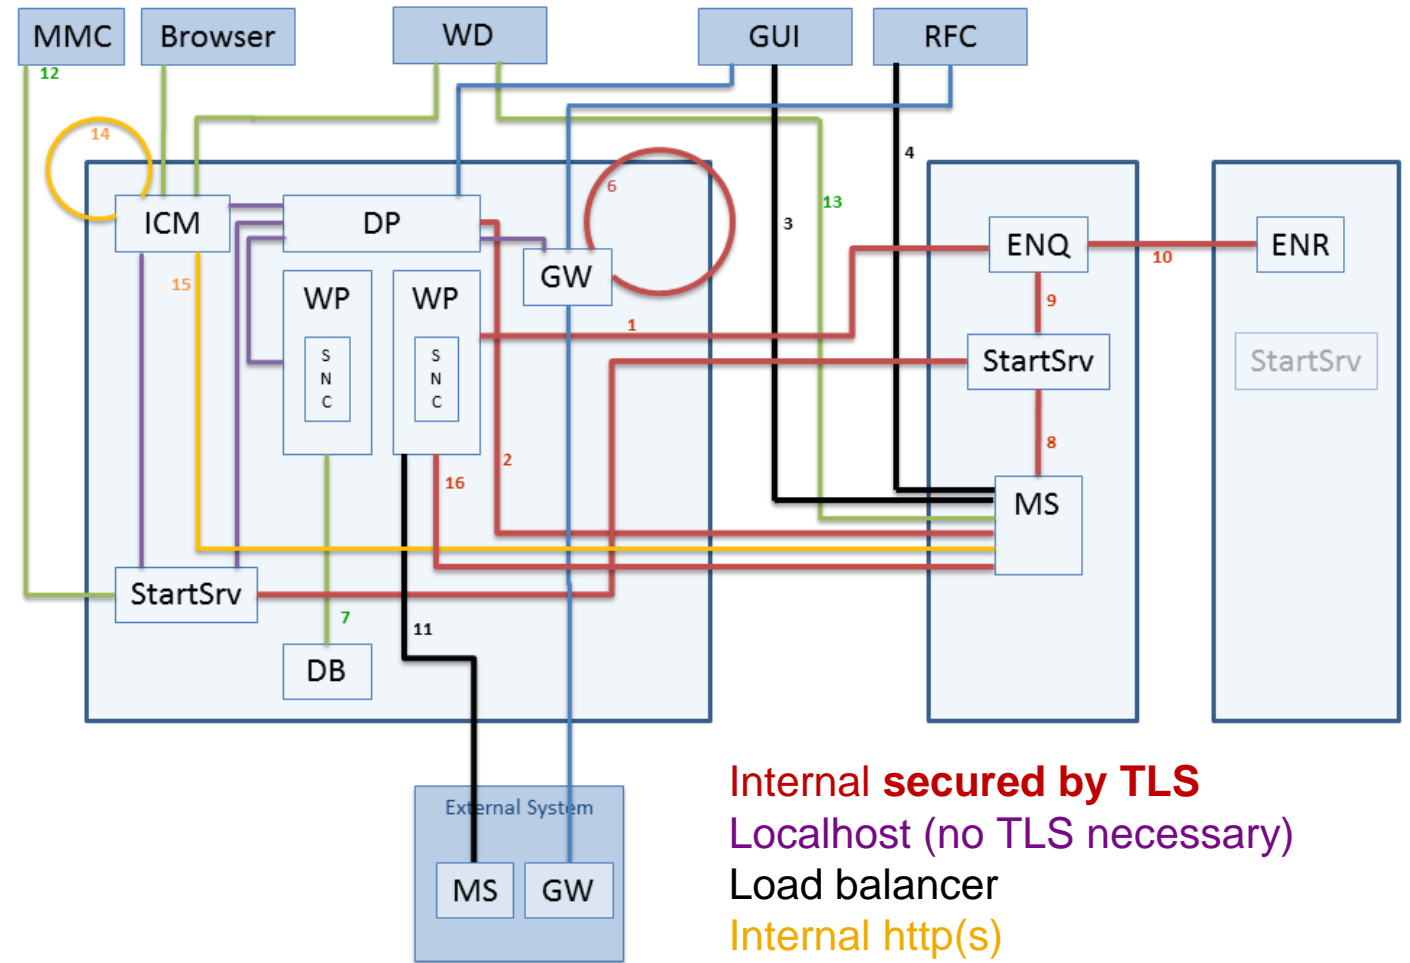 MMC
Browser
WD
GUI
RFC
12
14
6
4
13
3
ICM
DP
GW
15
WP
S
N
C
WP
S
N
C
1
2
16
ENQ
10
ENR
9
StartSrv
StartSrv
8
MS
StartSrv
7
11
DB
External System
MS
GW
Internal secured by TLS
Localhost (no TLS necessary)
Load balancer
Internal http(s)